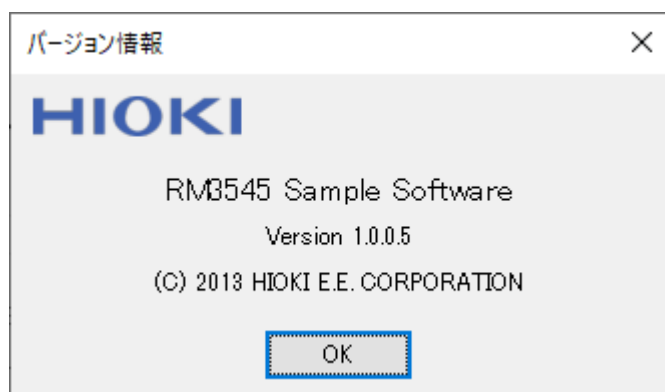 バージョン情報
HIOKI
RM3545 Sample Software
Version 1.0.0.5
(C) 2013 HIOKI E.E. CORPORATION
OK